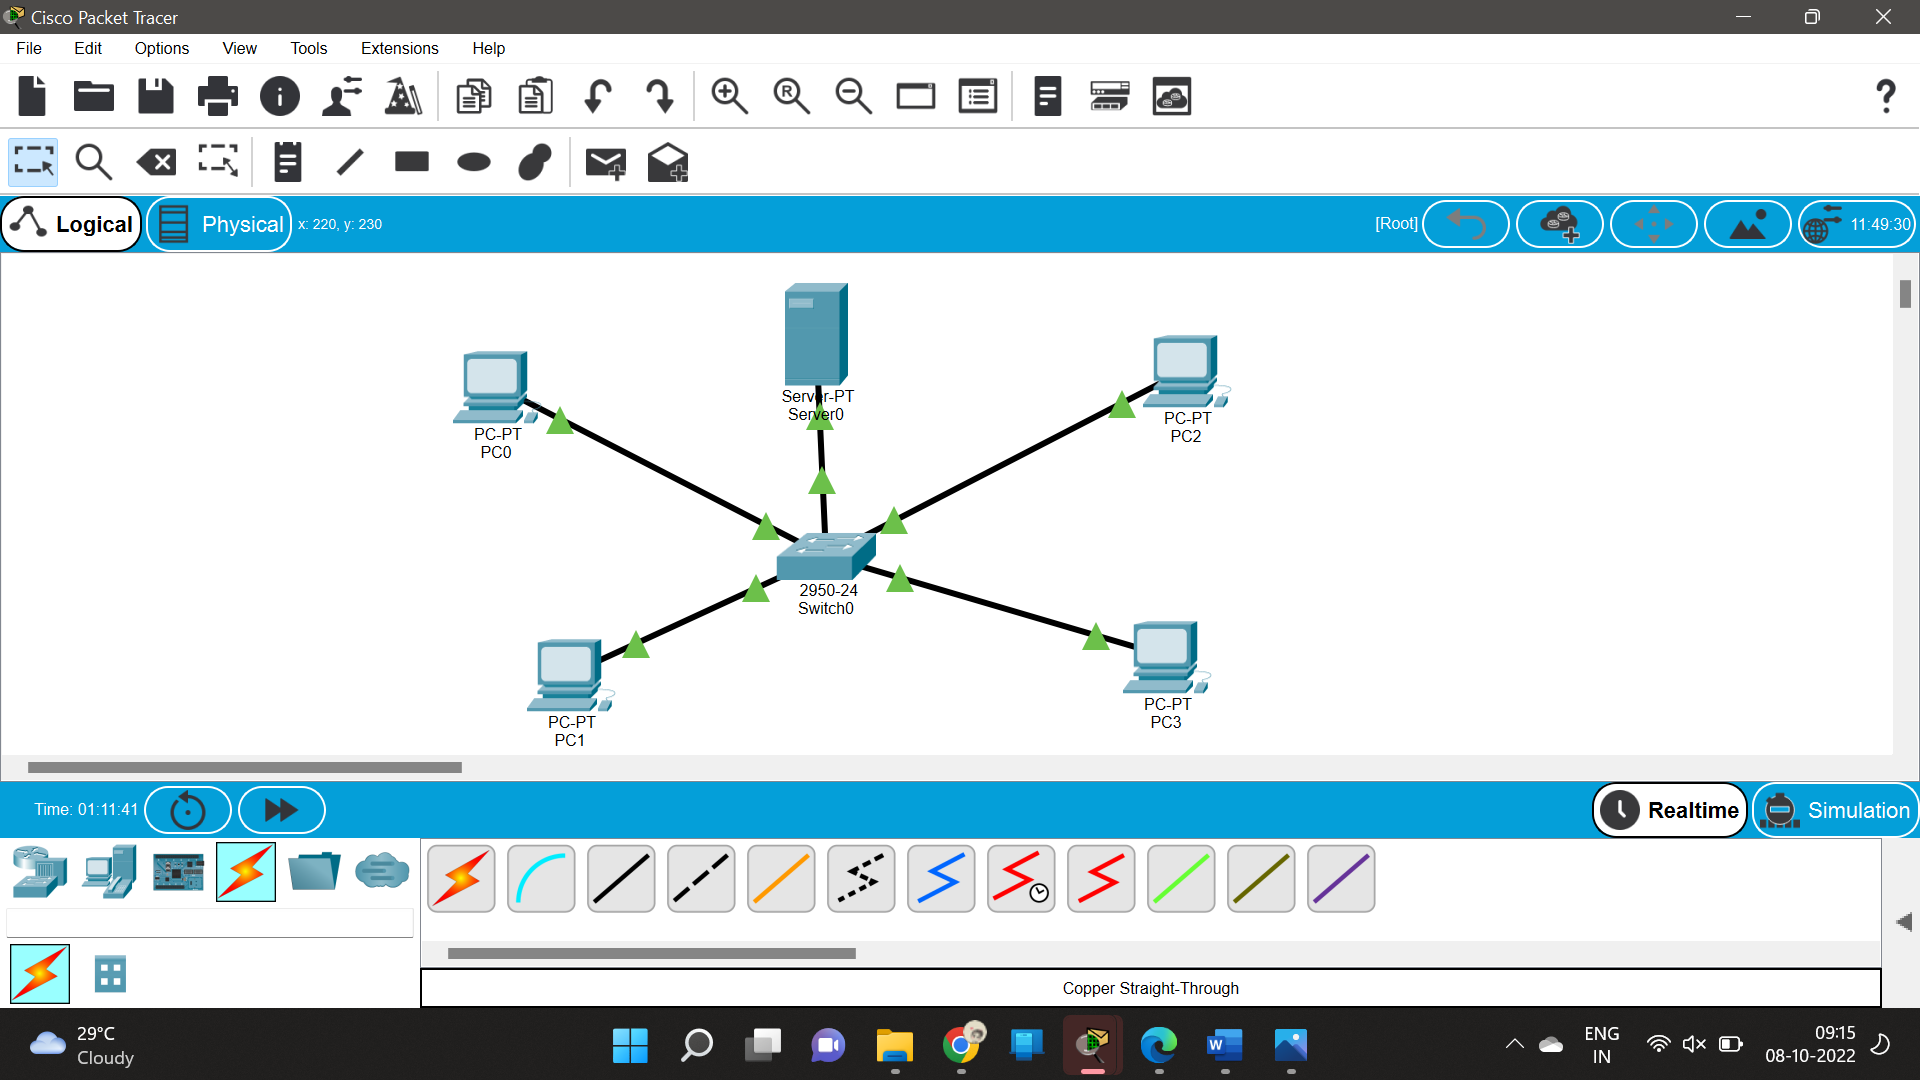 Cisco Packet Tracer
File Edit Options View Tools Extensions Help
R
?
Logical Physical x: 220, y: 230 [Root] 11:49:30
Server-PT
Server0
PC-PT
PC0
PC-PT
PC2
2950-24
Switch0
PC-PT
PC1
PC-PT
PC3
Time: 01:11:41 Realtime Simulation
Copper Straight-Through
29°C
Cloudy
W
ENG
IN
09:15
08-10-2022